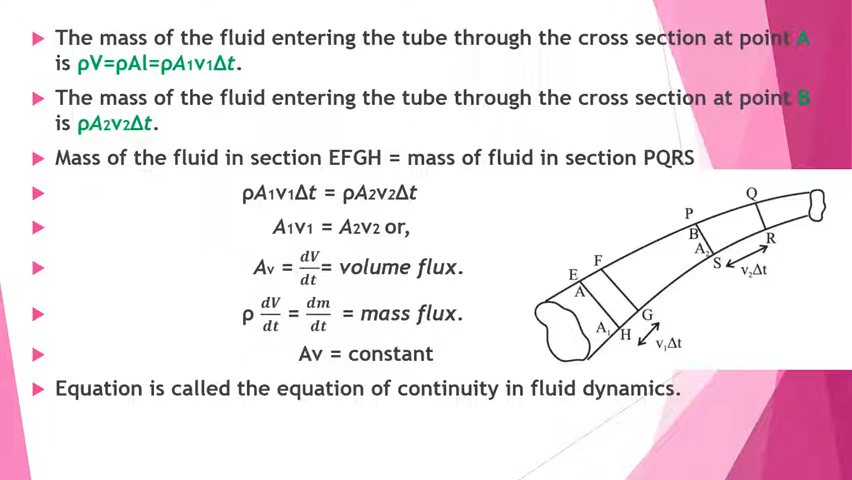 The mass of the fluid entering the tube through the cross section at point A
is ρV=ρAl=ρA1v1Δt.
The mass of the fluid entering the tube through the cross section at point B
is ρA2v2Δt.
Mass of the fluid in section EFGH = mass of fluid in section PQRS
ρA1v1Δt = ρA2v2Δt
A1v1 = A2v2 or,
Av = dV/dt = volume flux.
ρ dV/dt = dm/dt = mass flux.
Av = constant
Equation is called the equation of continuity in fluid dynamics.
Q
P
B
R
A2
S
v2Δt
F
E
A
G
A1
H
v1Δt